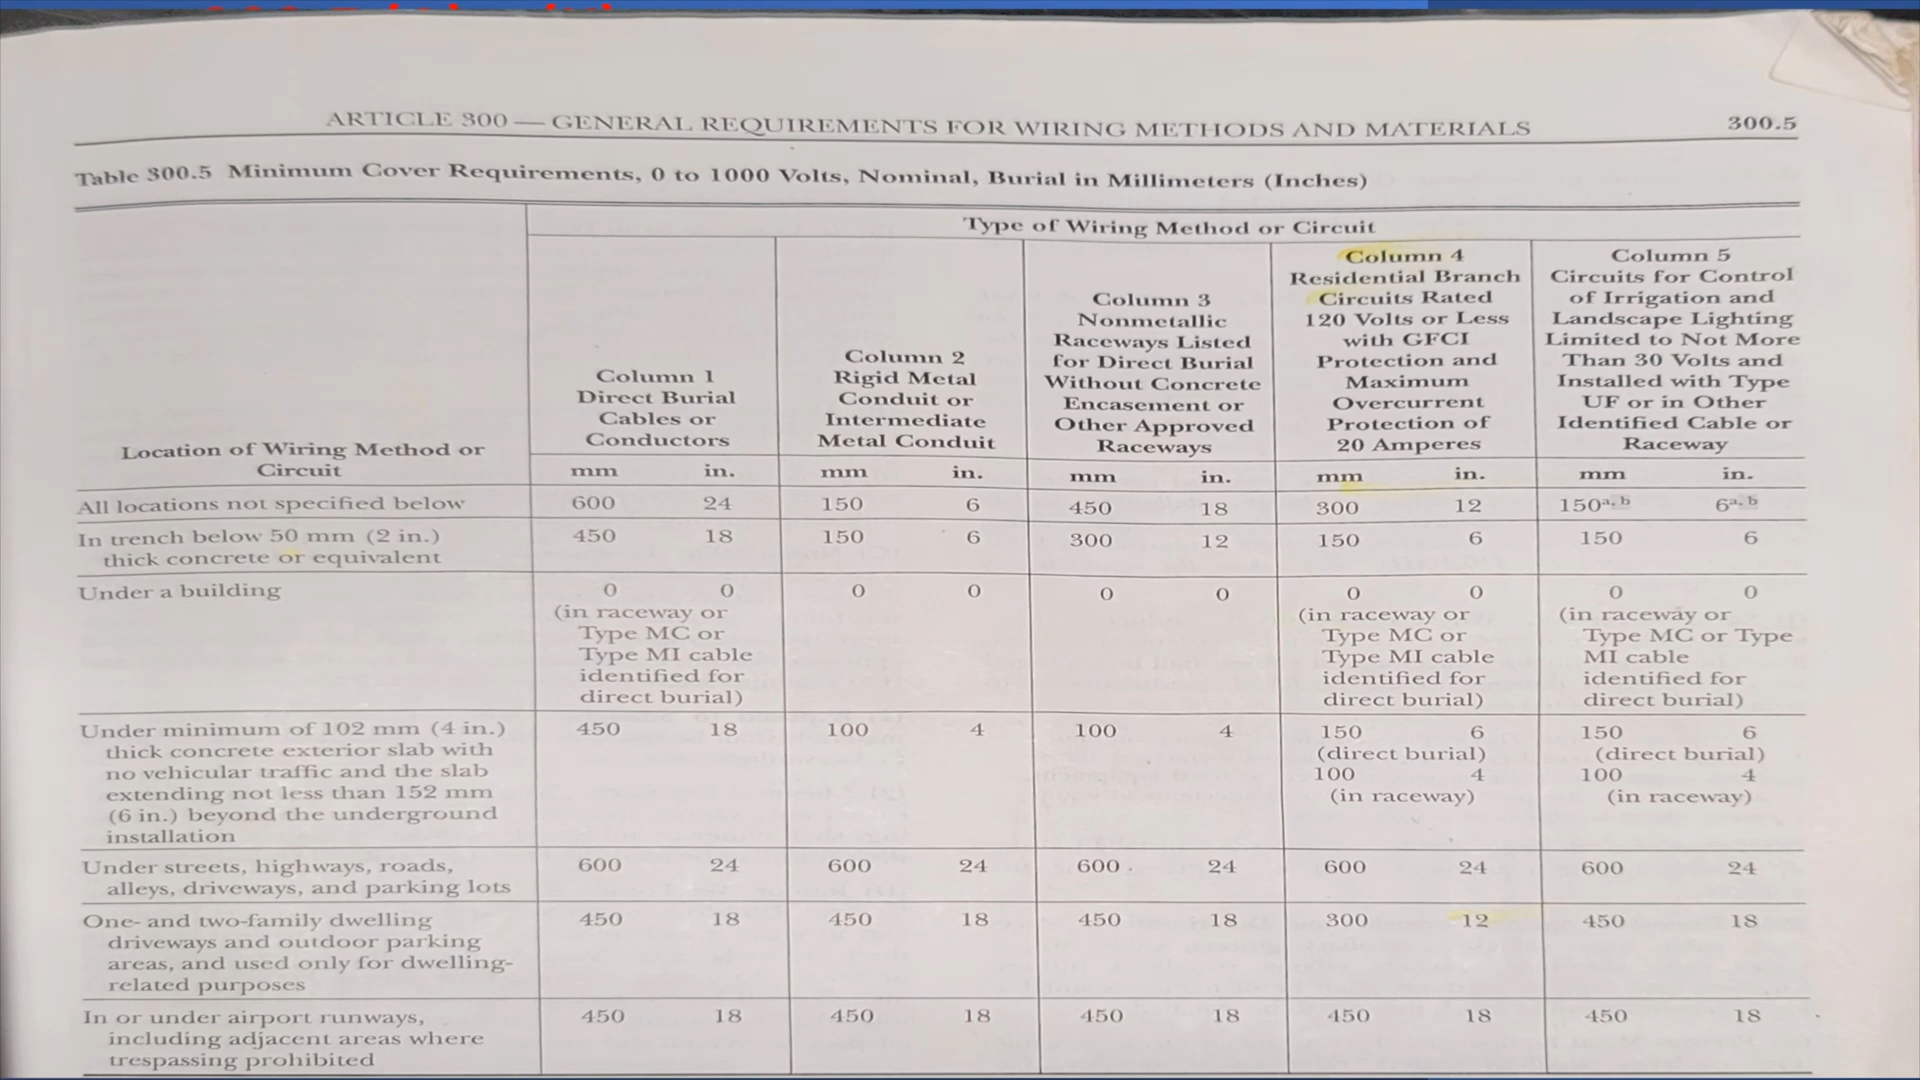 ARTICLE 300 — GENERAL REQUIREMENTS FOR WIRING METHODS AND MATERIALS 300.5
Table 300.5 Minimum Cover Requirements, 0 to 1000 Volts, Nominal, Burial in Millimeters (Inches)
Type of Wiring Method or Circuit
Location of Wiring Method or
Circuit
Column 1
Direct Burial
Cables or
Conductors
Column 2
Rigid Metal
Conduit or
Intermediate
Metal Conduit
Column 3
Nonmetallic
Raceways Listed
for Direct Burial
Without Concrete
Encasement or
Other Approved
Raceways
Column 4
Residential Branch
Circuits Rated
120 Volts or Less
with GFCI
Protection and
Maximum
Overcurrent
Protection of
20 Amperes
Column 5
Circuits for Control
of Irrigation and
Landscape Lighting
Limited to Not More
Than 30 Volts and
Installed with Type
UF or in Other
Identified Cable or
Raceway
mm in. mm in. mm in. mm in. mm in.
All locations not specified below 600 24 150 6 450 18 300 12 150a, b 6a, b
In trench below 50 mm (2 in.)
thick concrete or equivalent
450 18 150 6 300 12 150 6 150 6
Under a building
0 0
(in raceway or
Type MC or
Type MI cable
identified for
direct burial)
0 0 0 0
0 0
(in raceway or
Type MC or
Type MI cable
identified for
direct burial)
0 0
(in raceway or
Type MC or Type
MI cable
identified for
direct burial)
Under minimum of 102 mm (4 in.)
thick concrete exterior slab with
no vehicular traffic and the slab
extending not less than 152 mm
(6 in.) beyond the underground
installation
450 18 100 4 100 4
150 6
(direct burial)
100 4
(in raceway)
150 6
(direct burial)
100 4
(in raceway)
Under streets, highways, roads,
alleys, driveways, and parking lots
600 24 600 24 600 24 600 24 600 24
One- and two-family dwelling
driveways and outdoor parking
areas, and used only for dwelling-
related purposes
450 18 450 18 450 18 300 12 450 18
In or under airport runways,
including adjacent areas where
trespassing prohibited
450 18 450 18 450 18 450 18 450 18